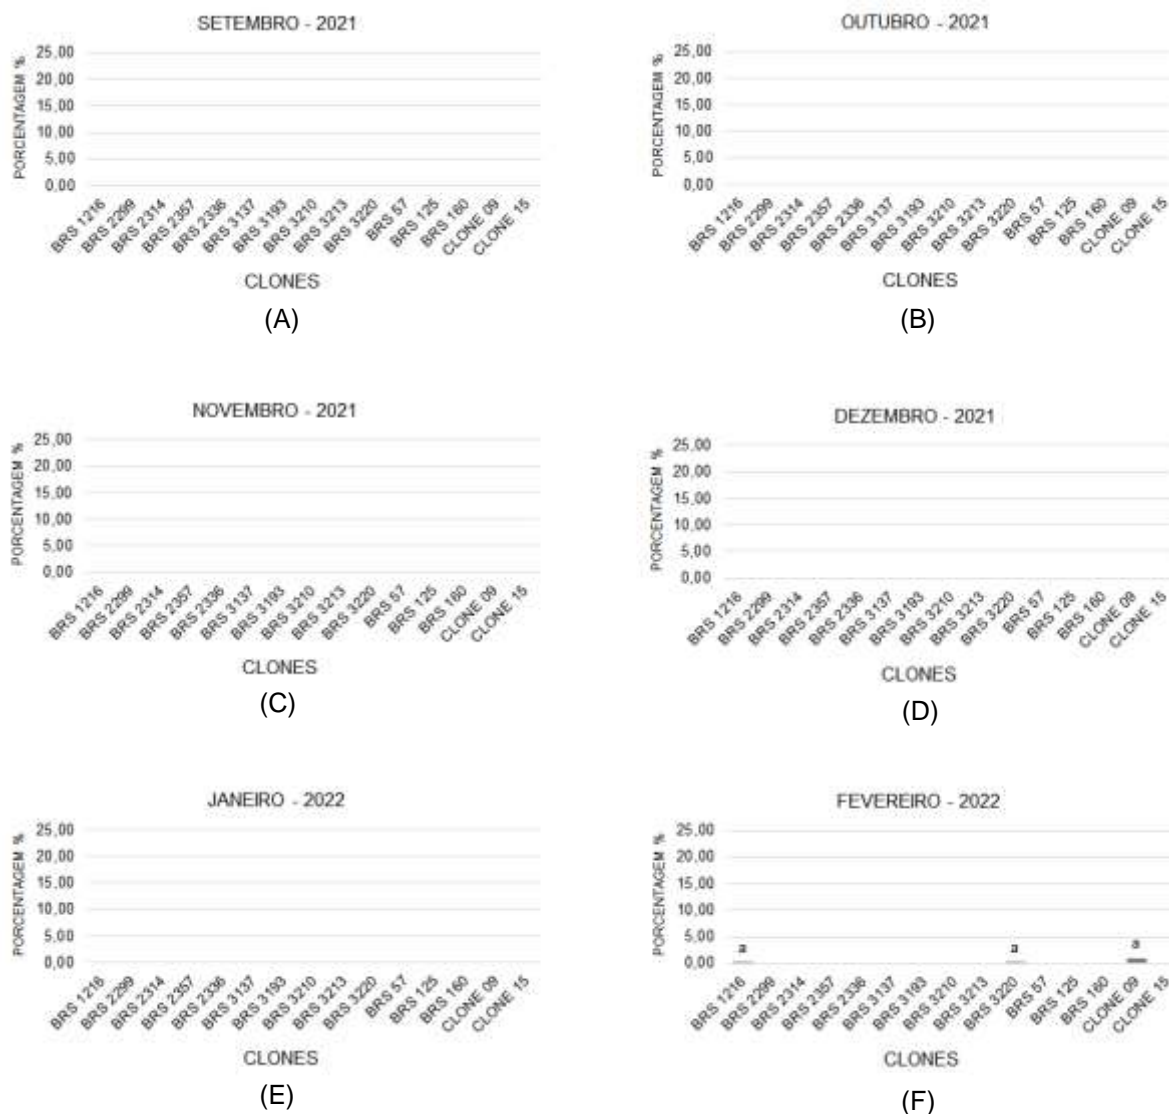 SETEMBRO - 2021
PORCENTAGEM %
25,00
20,00
15,00
10,00
5,00
0,00
BRS 1216
BRS 2299
BRS 2314
BRS 2357
BRS 2336
BRS 3137
BRS 3193
BRS 3210
BRS 3213
BRS 3220
BRS 57
BRS 125
BRS 160
CLONE 09
CLONE 15
CLONES
(A)
OUTUBRO - 2021
PORCENTAGEM %
25,00
20,00
15,00
10,00
5,00
0,00
BRS 1216
BRS 2299
BRS 2314
BRS 2357
BRS 2336
BRS 3137
BRS 3193
BRS 3210
BRS 3213
BRS 3220
BRS 57
BRS 125
BRS 160
CLONE 09
CLONE 15
CLONES
(B)
NOVEMBRO - 2021
PORCENTAGEM %
25,00
20,00
15,00
10,00
5,00
0,00
BRS 1216
BRS 2299
BRS 2314
BRS 2357
BRS 2336
BRS 3137
BRS 3193
BRS 3210
BRS 3213
BRS 3220
BRS 57
BRS 125
BRS 160
CLONE 09
CLONE 15
CLONES
(C)
DEZEMBRO - 2021
PORCENTAGEM %
25,00
20,00
15,00
10,00
5,00
0,00
BRS 1216
BRS 2299
BRS 2314
BRS 2357
BRS 2336
BRS 3137
BRS 3193
BRS 3210
BRS 3213
BRS 3220
BRS 57
BRS 125
BRS 160
CLONE 09
CLONE 15
CLONES
(D)
JANEIRO - 2022
PORCENTAGEM %
25,00
20,00
15,00
10,00
5,00
0,00
BRS 1216
BRS 2299
BRS 2314
BRS 2357
BRS 2336
BRS 3137
BRS 3193
BRS 3210
BRS 3213
BRS 3220
BRS 57
BRS 125
BRS 160
CLONE 09
CLONE 15
CLONES
(E)
FEVEREIRO - 2022
PORCENTAGEM %
25,00
20,00
15,00
10,00
5,00
0,00
a
a
a
BRS 1216
BRS 2299
BRS 2314
BRS 2357
BRS 2336
BRS 3137
BRS 3193
BRS 3210
BRS 3213
BRS 3220
BRS 57
BRS 125
BRS 160
CLONE 09
CLONE 15
CLONES
(F)